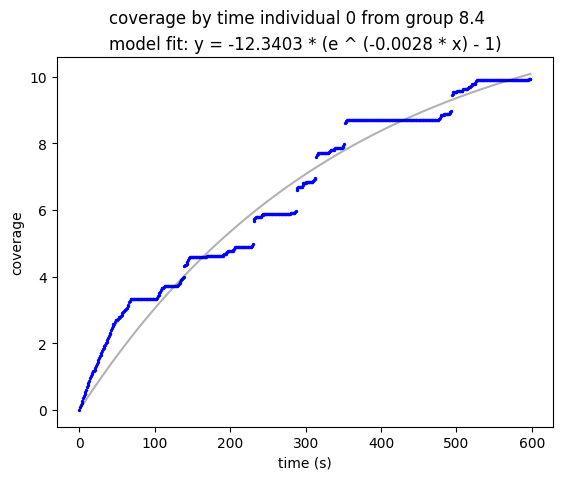 coverage by time individual 0 from group 8.4
model fit: y = -12.3403 * (e ^ (-0.0028 * x) - 1)
10
8
6
4
2
0
coverage
0 100 200 300 400 500 600
time (s)